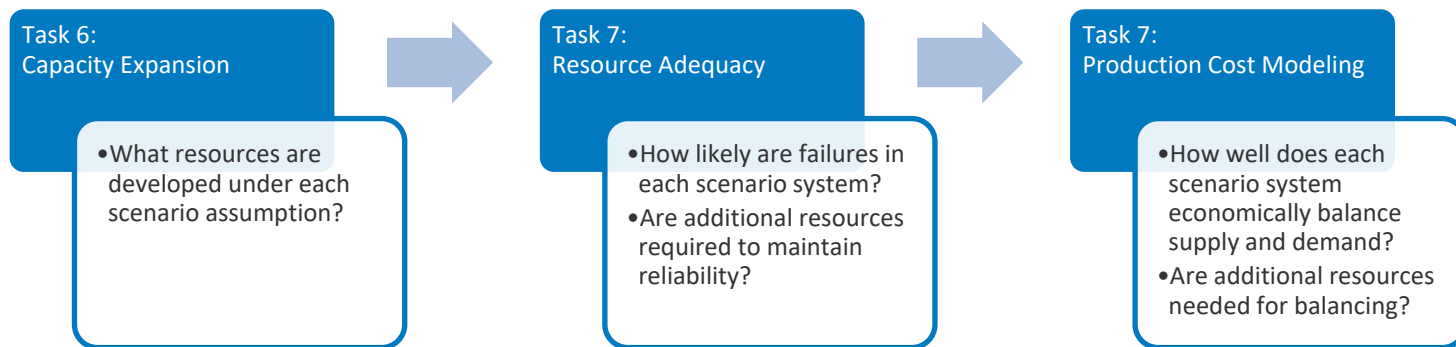 Task 6:
Capacity Expansion
•What resources are
developed under each
scenario assumption?
Task 7:
Resource Adequacy
•How likely are failures in
each scenario system?
•Are additional resources
required to maintain
reliability?
Task 7:
Production Cost Modeling
•How well does each
scenario system
economically balance
supply and demand?
•Are additional resources
needed for balancing?